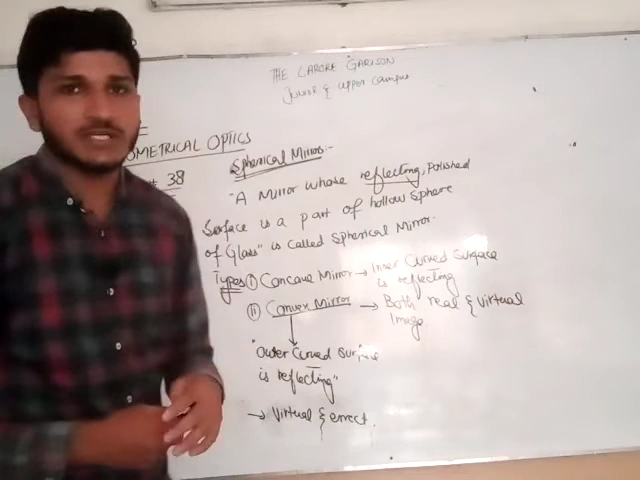 THE LAHORE GARISON
Junior & upper campus
OMETRICAL OPTICS
38
Spherical Mirror:-
"A Mirror whose reflecting, Polished
Surface is a part of hollow sphere
of Glass" is called Spherical Mirror.
Types (i) Concave Mirror → Inner Curved Surface
is reflecting
(ii) Convex Mirror → Both real & virtual
Image
"Outer Curved Surface
is reflecting"
→ Virtual & errect.